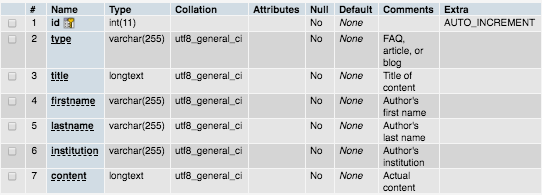 # Name Type Collation Attributes Null Default Comments Extra
1 id int(11) No None AUTO_INCREMENT
2 type varchar(255) utf8_general_ci No None FAQ,
article, or
blog
3 title longtext utf8_general_ci No None Title of
content
4 firstname varchar(255) utf8_general_ci No None Author's
first name
5 lastname varchar(255) utf8_general_ci No None Author's
last name
6 institution varchar(255) utf8_general_ci No None Author's
institution
7 content longtext utf8_general_ci No None Actual
content